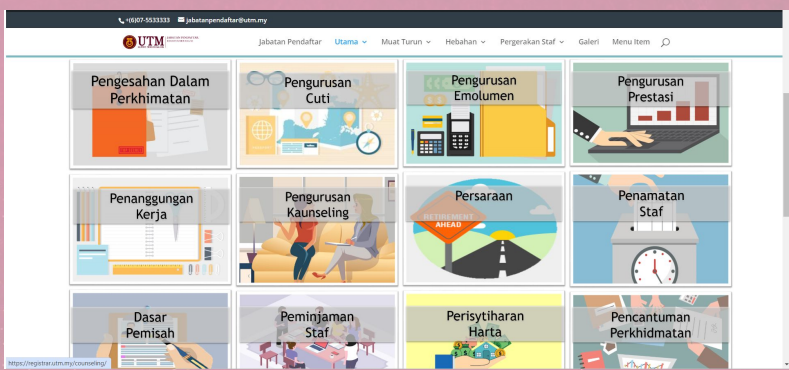 +(6)07-5533333 jabatanpendaftar@utm.my
UTM
Jabatan Pendaftar Utama Muat Turun Hebahan Pergerakan Staf Galeri Menu Item
Pengesahan Dalam
Perkhimatan
Pengurusan
Cuti
Pengurusan
Emolumen
Pengurusan
Prestasi
Penanggungan
Kerja
Pengurusan
Kaunseling
Persaraan
RETIREMENT
AHEAD
Penamatan
Staf
Dasar
Pemisah
Peminjaman
Staf
Perisytiharan
Harta
Pencantuman
Perkhidmatan
https://registrar.utm.my/counseling/